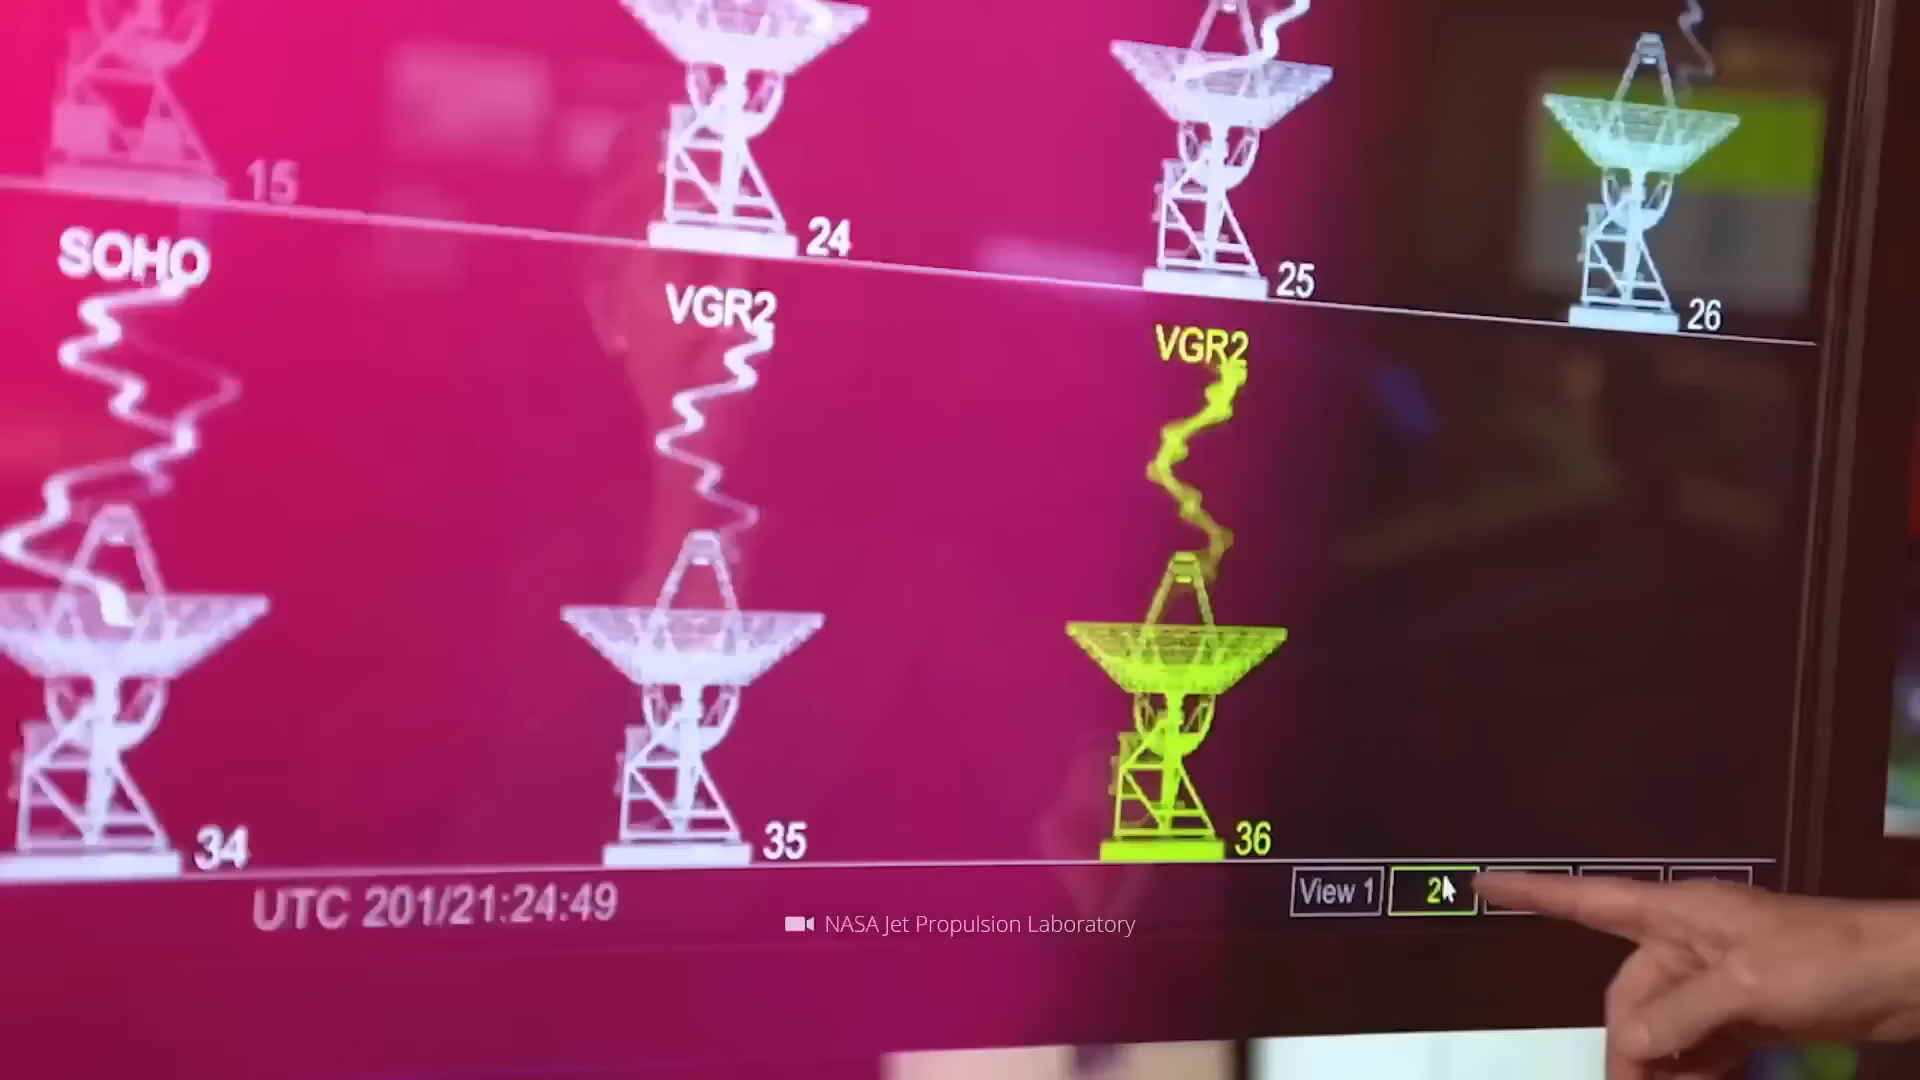 15
24
25
26
SOHO
VGR2
VGR2
34
35
36
UTC 201/21:24:49
View 1
2
NASA Jet Propulsion Laboratory